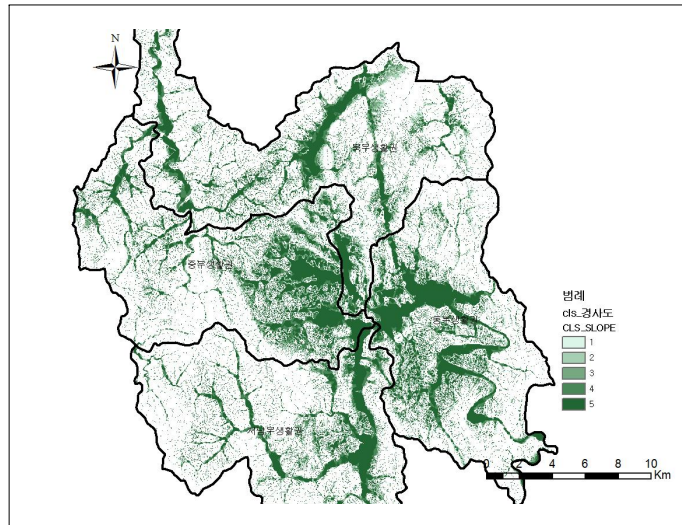 N
북부생활권
중부생활권
동부생활권
서남부생활권
범례
cls_경사도
CLS_SLOPE
1
2
3
4
5
0 2 4 6 8 10
Km